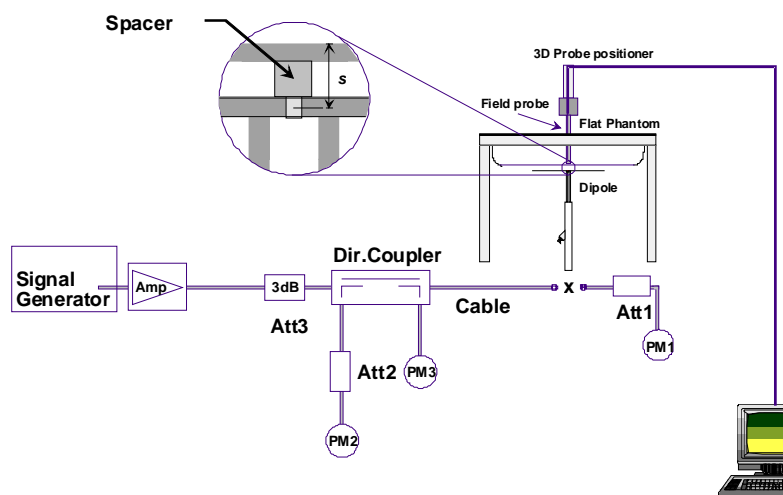 Spacer
s
3D Probe positioner
Field probe
Flat Phantom
Dipole
Signal
Generator
Amp
3dB
Att3
Dir.Coupler
Cable
x
Att1
PM1
Att2
PM3
PM2